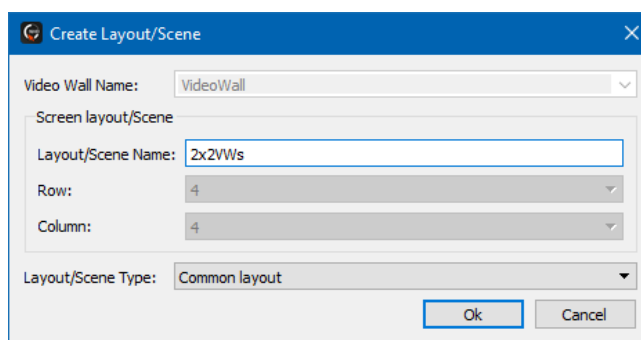 Create Layout/Scene
Video Wall Name: VideoWall
Screen layout/Scene
Layout/Scene Name: 2x2VWs
Row: 4
Column: 4
Layout/Scene Type: Common layout
Ok Cancel